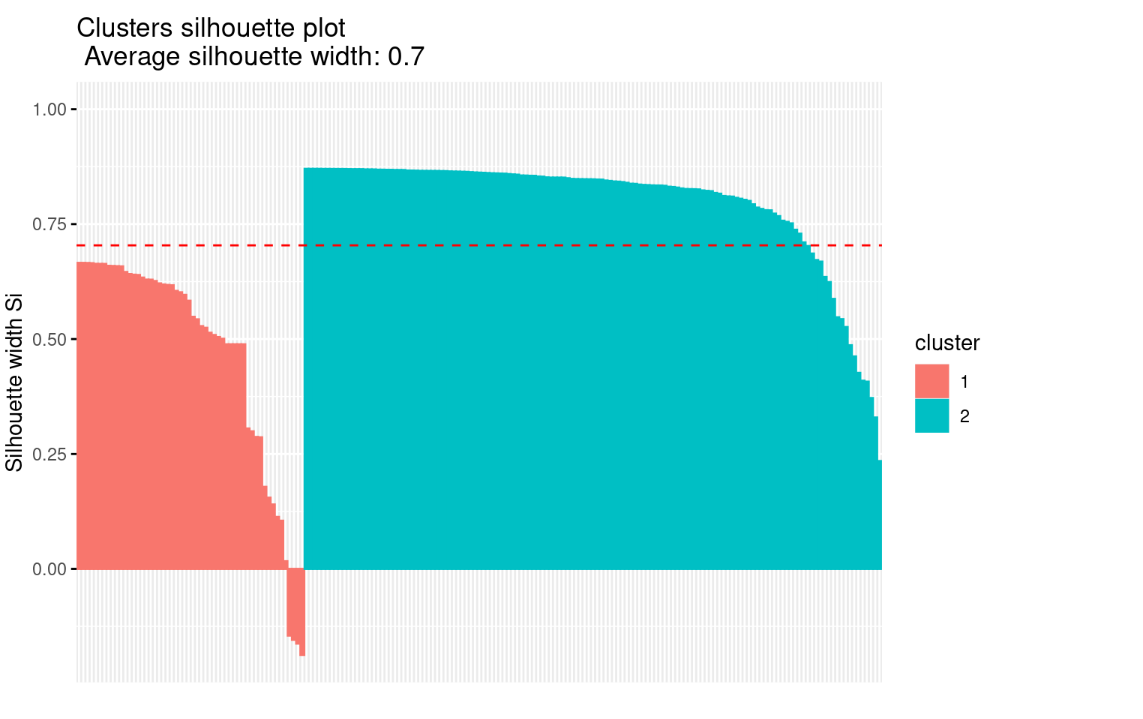 Clusters silhouette plot
Average silhouette width: 0.7
Silhouette width Si
1.00
0.75
0.50
0.25
0.00
cluster
1
2